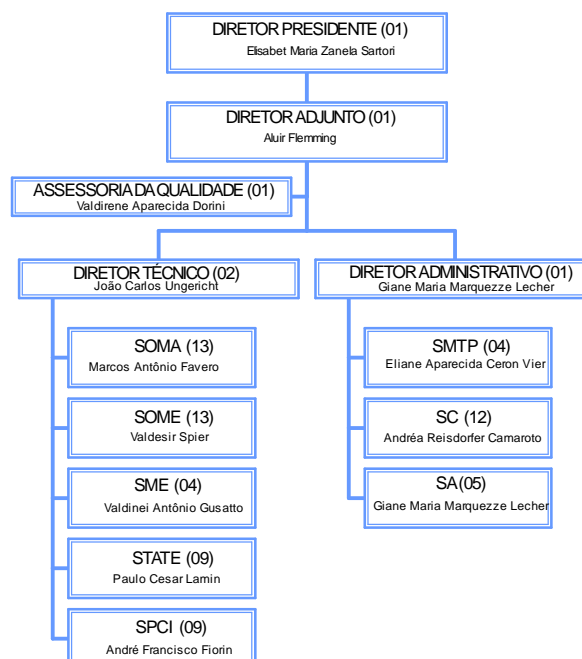 DIRETOR PRESIDENTE (01)
Elisabet Maria Zanela Sartori
DIRETOR ADJUNTO (01)
Aluir Flemming
ASSESSORIA DA QUALIDADE (01)
Valdirene Aparecida Dorini
DIRETOR TÉCNICO (02)
João Carlos Ungericht
SOMA (13)
Marcos Antônio Favero
SOME (13)
Valdesir Spier
SME (04)
Valdinei Antônio Gusatto
STATE (09)
Paulo Cesar Lamin
SPCI (09)
André Francisco Fiorin
DIRETOR ADMINISTRATIVO (01)
Giane Maria Marquezze Lecher
SMTP (04)
Eliane Aparecida Ceron Vier
SC (12)
Andréa Reisdorfer Camaroto
SA (05)
Giane Maria Marquezze Lecher